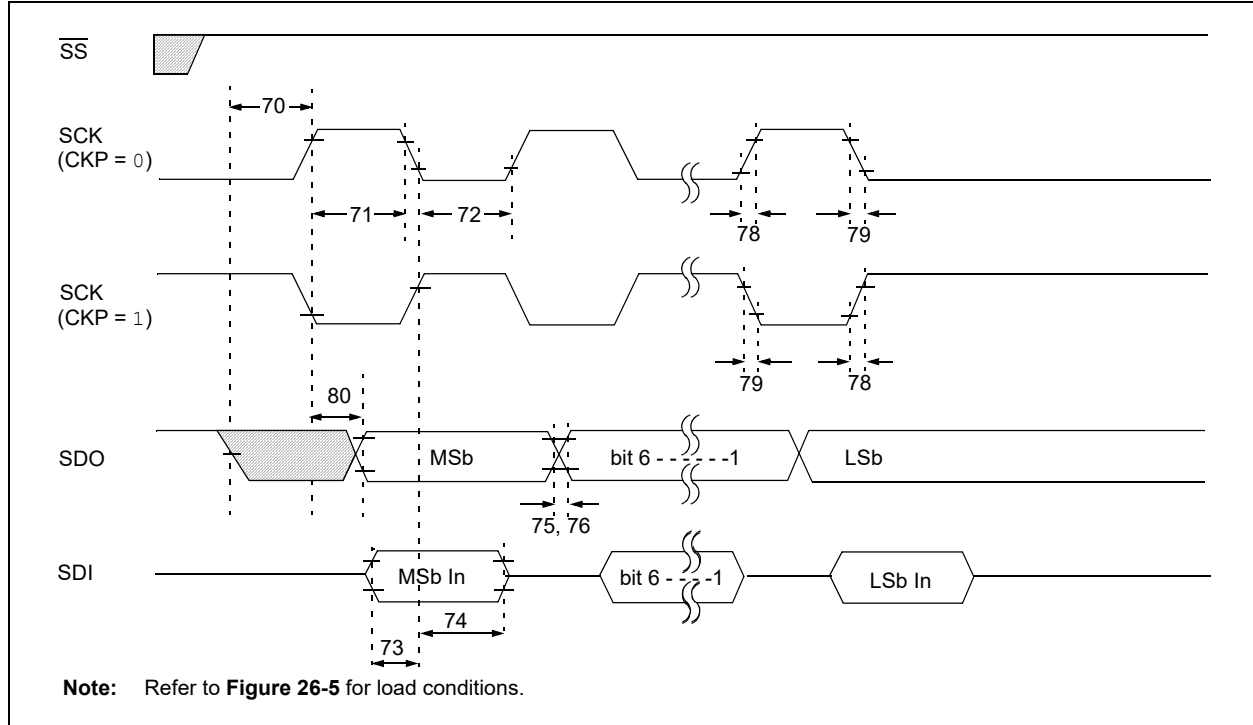 SS
70
SCK
(CKP = 0)
71
72
78
79
SCK
(CKP = 1)
79
78
80
SDO
MSb
bit 6 - - - - - - -1
LSb
75, 76
SDI
MSb In
bit 6 - - - - -1
LSb In
74
73
Note: Refer to Figure 26-5 for load conditions.